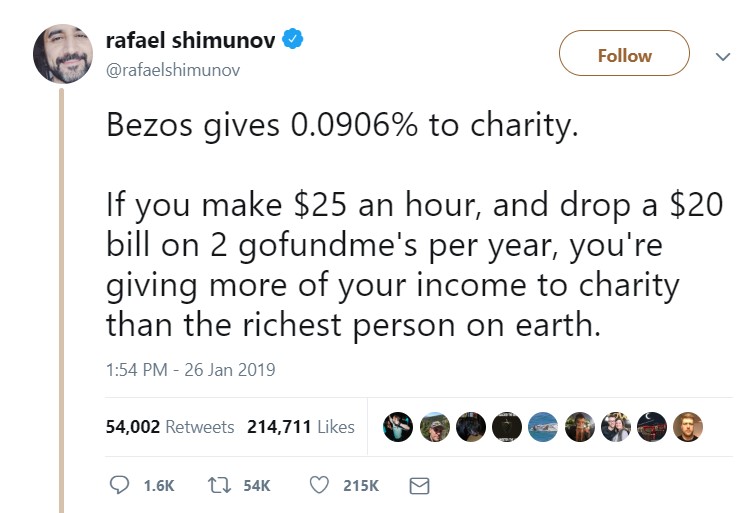 rafael shimunov
@rafaelshimunov
Follow
Bezos gives 0.0906% to charity.
If you make $25 an hour, and drop a $20
bill on 2 gofundme's per year, you're
giving more of your income to charity
than the richest person on earth.
1:54 PM - 26 Jan 2019
54,002 Retweets 214,711 Likes
1.6K 54K 215K